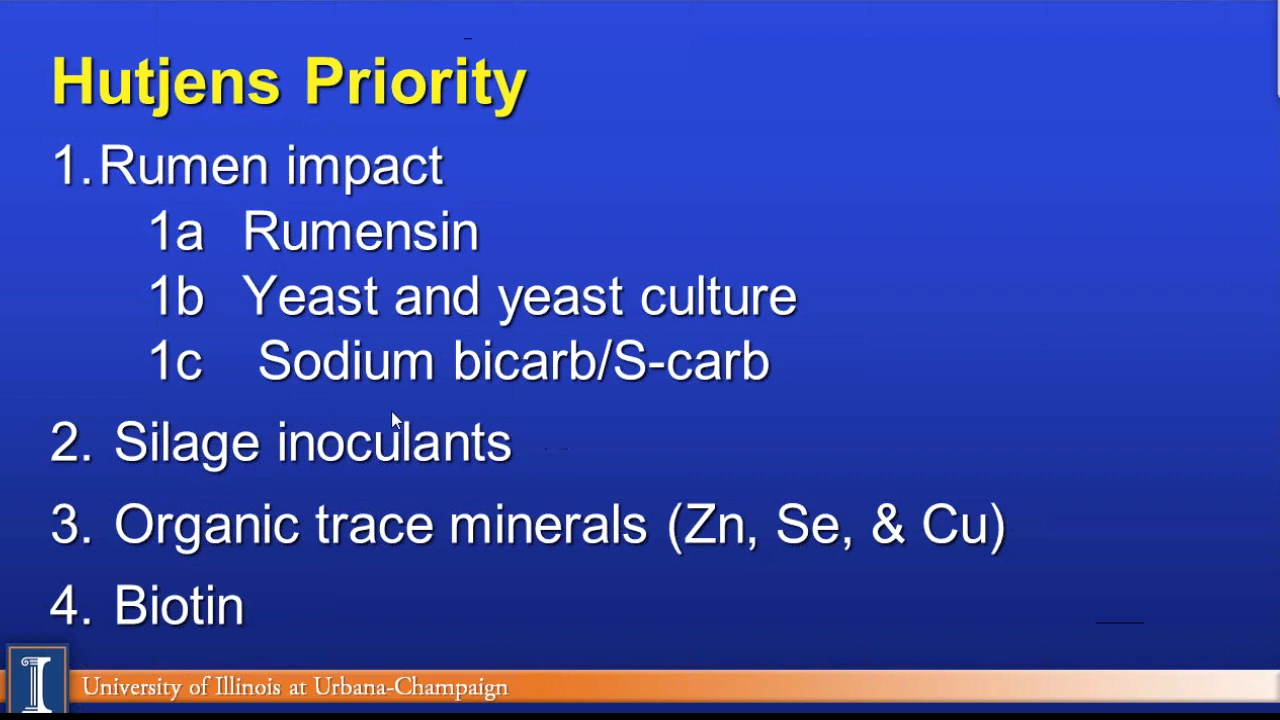 Hutjens Priority
1. Rumen impact
1a Rumensin
1b Yeast and yeast culture
1c Sodium bicarb/S-carb
2. Silage inoculants
3. Organic trace minerals (Zn, Se, & Cu)
4. Biotin
I
University of Illinois at Urbana-Champaign